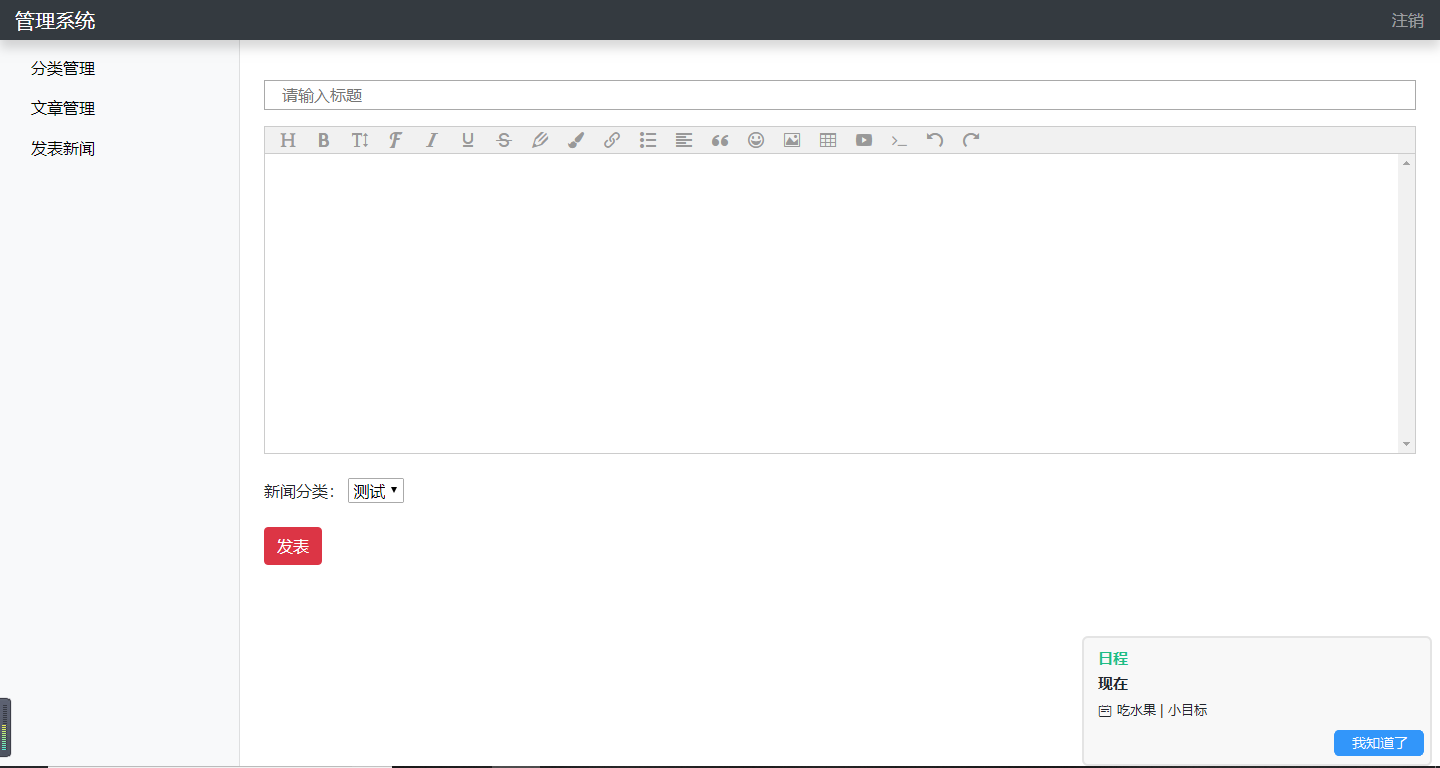 管理系统
注销
分类管理
文章管理
发表新闻
请输入标题
新闻分类： 测试
发表
日程
现在
吃水果 | 小目标
我知道了